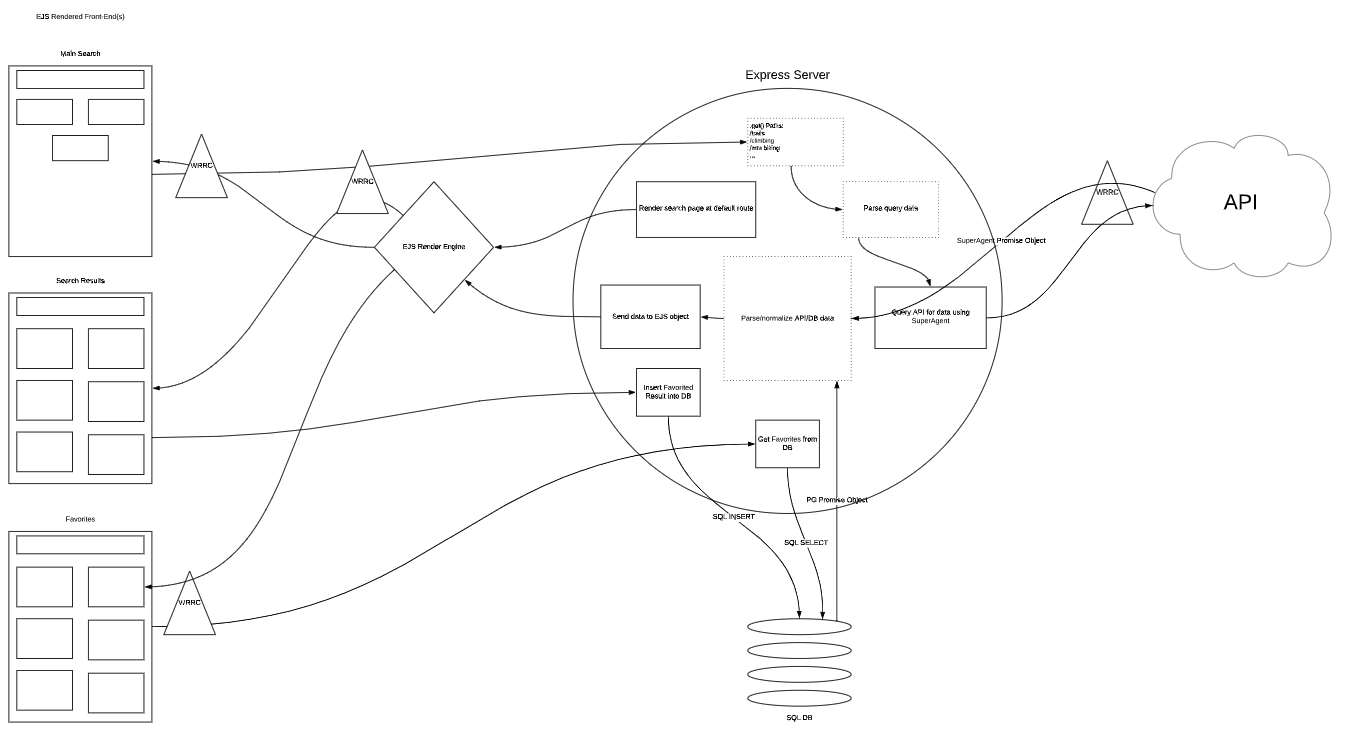 EJS Rendered Front-End(s)
Main Search
Express Server
.get() Paths:
/trails
/climbing
/mta biking
...
WRRC
WRRC
WRRC
API
Render search page at default route
Parse query data
EJS Render Engine
SuperAgent Promise Object
Search Results
Send data to EJS object
Parse/normalize API/DB data
Query API for data using
SuperAgent
Insert Favorited
Result into DB
Get Favorites from
DB
PG Promise Object
Favorites
SQL INSERT
SQL SELECT
WRRC
SQL DB